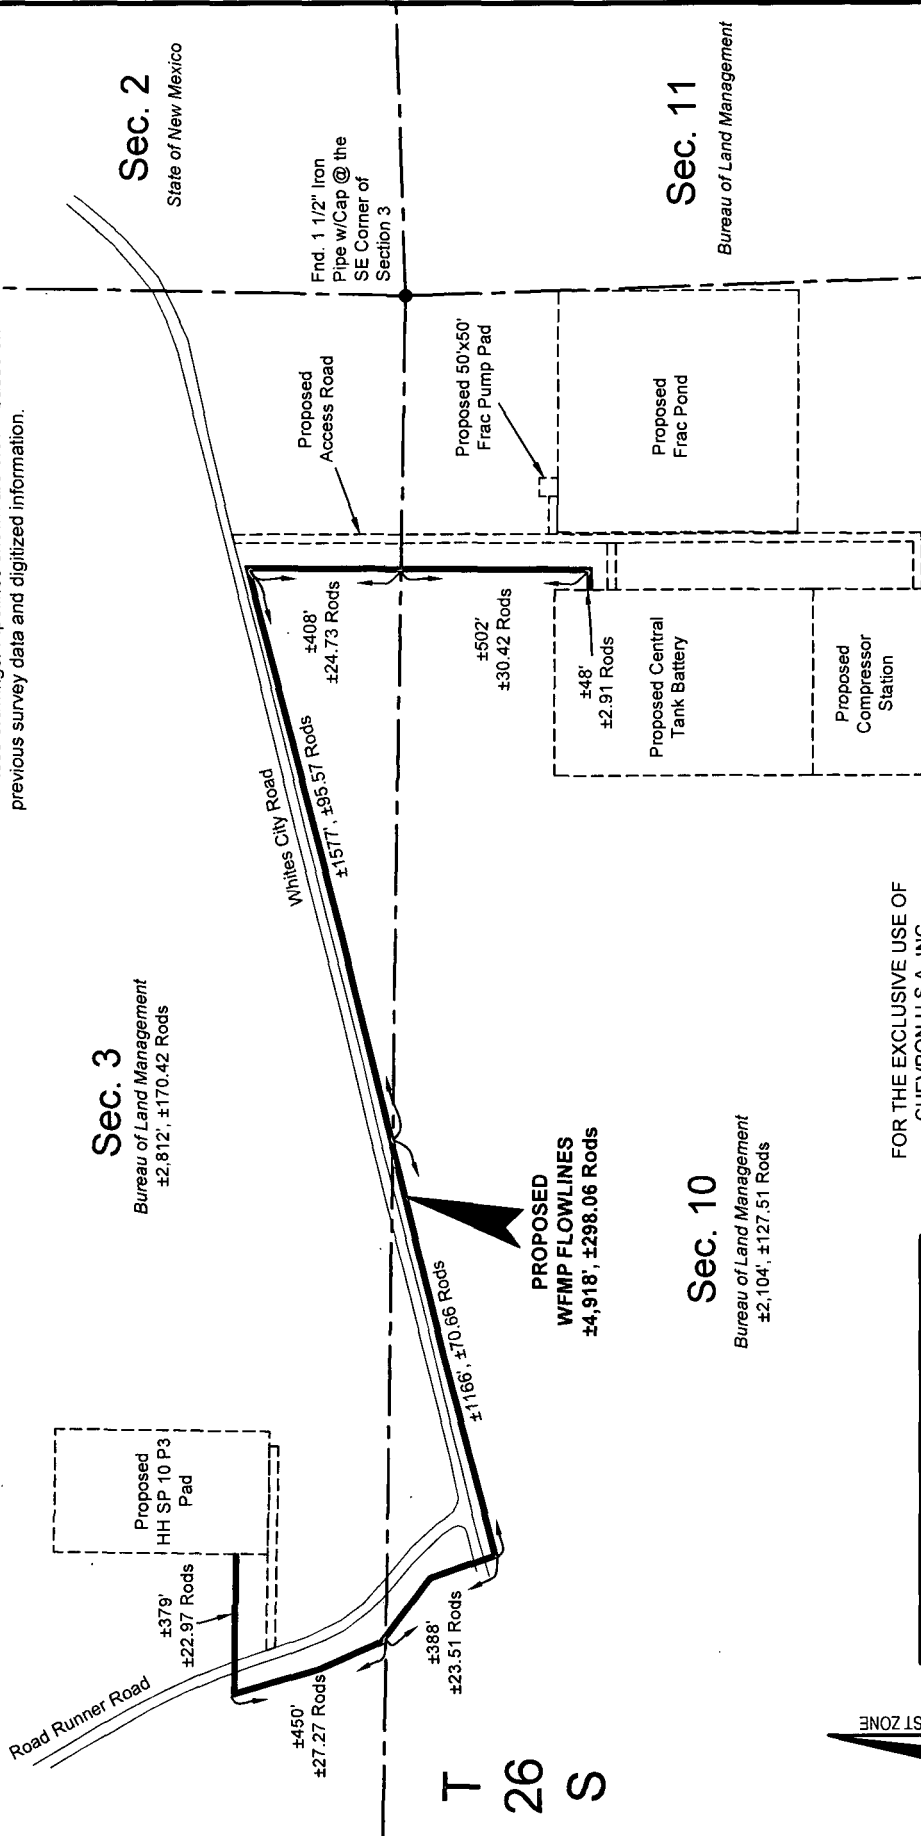 previous survey data and digitized information.
Sec. 2
State of New Mexico
Fnd. 1 1/2" Iron
Pipe w/Cap @ the
SE Corner of
Section 3
Sec. 11
Bureau of Land Management
Proposed
Access Road
Proposed 50'x50'
Frac Pump Pad
Proposed
Frac Pond
±408'
±24.73 Rods
±502'
±30.42 Rods
±48'
±2.91 Rods
Proposed Central
Tank Battery
Proposed
Compressor
Station
Whites City Road
±1577', ±95.57 Rods
Sec. 3
Bureau of Land Management
±2,812', ±170.42 Rods
PROPOSED
WFMP FLOWLINES
±4,918', ±298.06 Rods
Sec. 10
Bureau of Land Management
±2,104', ±127.51 Rods
FOR THE EXCLUSIVE USE OF
CHEVRON U.S.A. INC.
±1166', ±70.66 Rods
Proposed
HH SP 10 P3
Pad
±379'
±22.97 Rods
Road Runner Road
±450'
±27.27 Rods
±388'
±23.51 Rods
T
26
S
ST ZONE